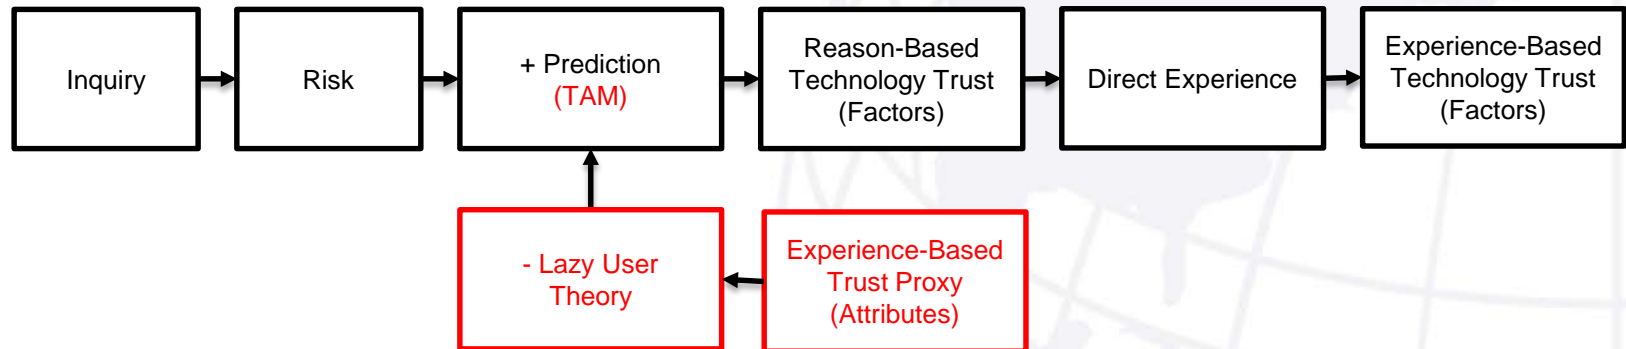 Inquiry
Risk
+ Prediction
(TAM)
Reason-Based
Technology Trust
(Factors)
Direct Experience
Experience-Based
Technology Trust
(Factors)
- Lazy User
Theory
Experience-Based
Trust Proxy
(Attributes)